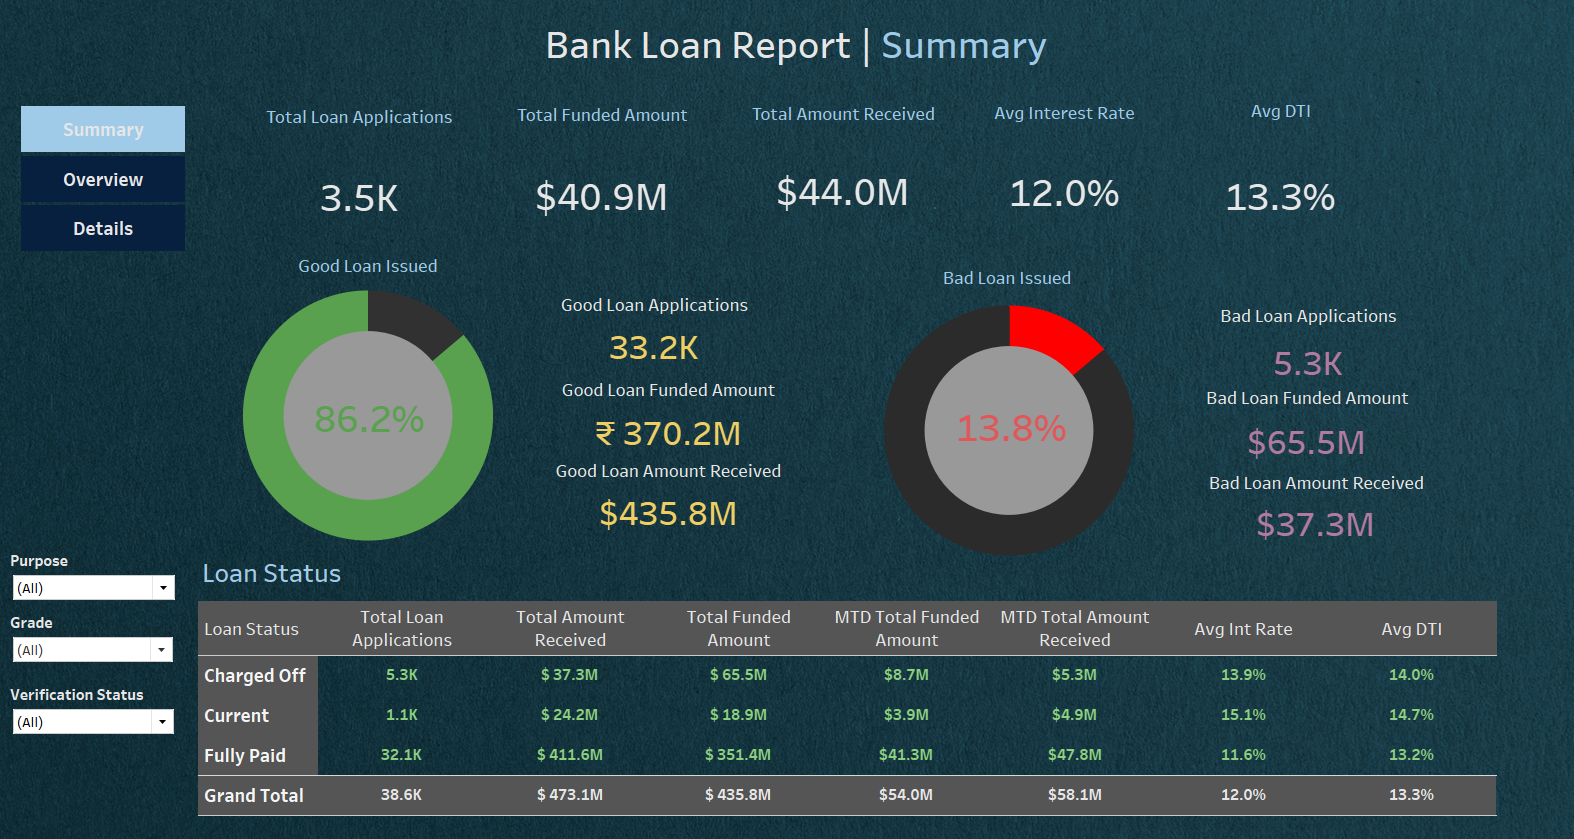 Bank Loan Report | Summary
Summary
Overview
Details
Total Loan Applications
3.5K
Total Funded Amount
$40.9M
Total Amount Received
$44.0M
Avg Interest Rate
12.0%
Avg DTI
13.3%
Good Loan Issued
86.2%
Good Loan Applications
33.2K
Good Loan Funded Amount
₹ 370.2M
Good Loan Amount Received
$435.8M
Bad Loan Issued
13.8%
Bad Loan Applications
5.3K
Bad Loan Funded Amount
$65.5M
Bad Loan Amount Received
$37.3M
Purpose
(All)
Grade
(All)
Verification Status
(All)
Loan Status
Loan Status Total Loan Applications Total Amount Received Total Funded Amount MTD Total Funded Amount MTD Total Amount Received Avg Int Rate Avg DTI
Charged Off 5.3K $ 37.3M $ 65.5M $8.7M $5.3M 13.9% 14.0%
Current 1.1K $ 24.2M $ 18.9M $3.9M $4.9M 15.1% 14.7%
Fully Paid 32.1K $ 411.6M $ 351.4M $41.3M $47.8M 11.6% 13.2%
Grand Total 38.6K $ 473.1M $ 435.8M $54.0M $58.1M 12.0% 13.3%